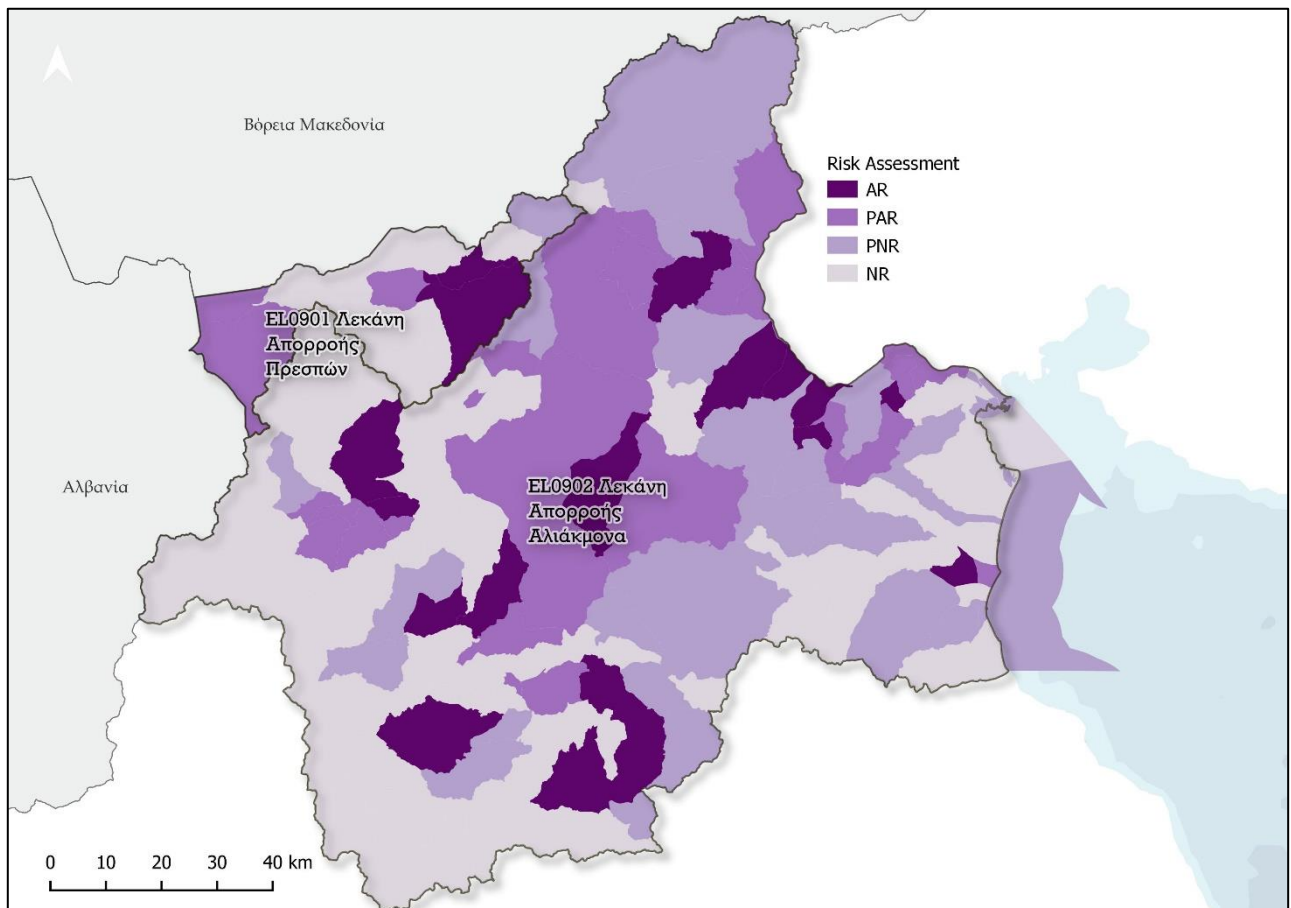 Βόρεια Μακεδονία
Risk Assessment
AR
PAR
PNR
NR
EL0901 Λεκάνη
Απορροής
Πρεσπών
Αλβανία
EL0902 Λεκάνη
Απορροής
Αλιάκμονα
0 10 20 30 40 km